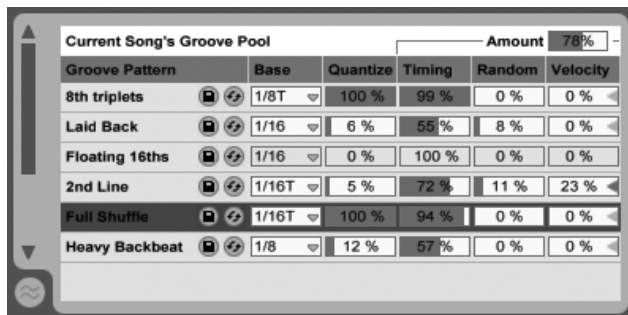 Current Song's Groove Pool Amount 78%
Groove Pattern Base Quantize Timing Random Velocity
8th triplets 1/8T 100 % 99 % 0 % 0 %
Laid Back 1/16 6 % 55 % 8 % 0 %
Floating 16ths 1/16 0 % 100 % 0 % 0 %
2nd Line 1/16T 5 % 72 % 11 % 23 %
Full Shuffle 1/16T 100 % 94 % 0 % 0 %
Heavy Backbeat 1/8 12 % 57 % 0 % 0 %